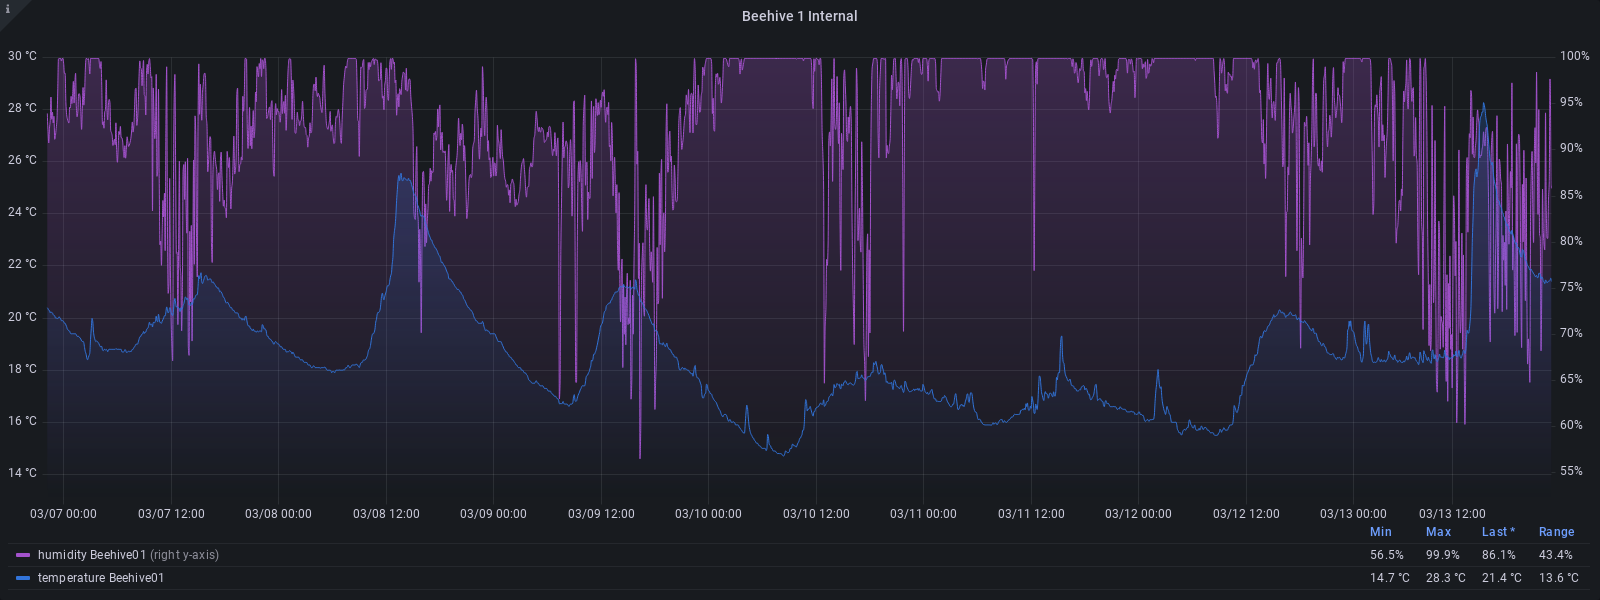 i
Beehive 1 Internal
30 °C 100%
28 °C 95%
26 °C 90%
24 °C 85%
22 °C 80%
20 °C 75%
18 °C 70%
16 °C 65%
14 °C 60%
55%
03/07 00:00 03/07 12:00 03/08 00:00 03/08 12:00 03/09 00:00 03/09 12:00 03/10 00:00 03/10 12:00 03/11 00:00 03/11 12:00 03/12 00:00 03/12 12:00 03/13 00:00 03/13 12:00
Min Max Last * Range
humidity Beehive01 (right y-axis) 56.5% 99.9% 86.1% 43.4%
temperature Beehive01 14.7 °C 28.3 °C 21.4 °C 13.6 °C